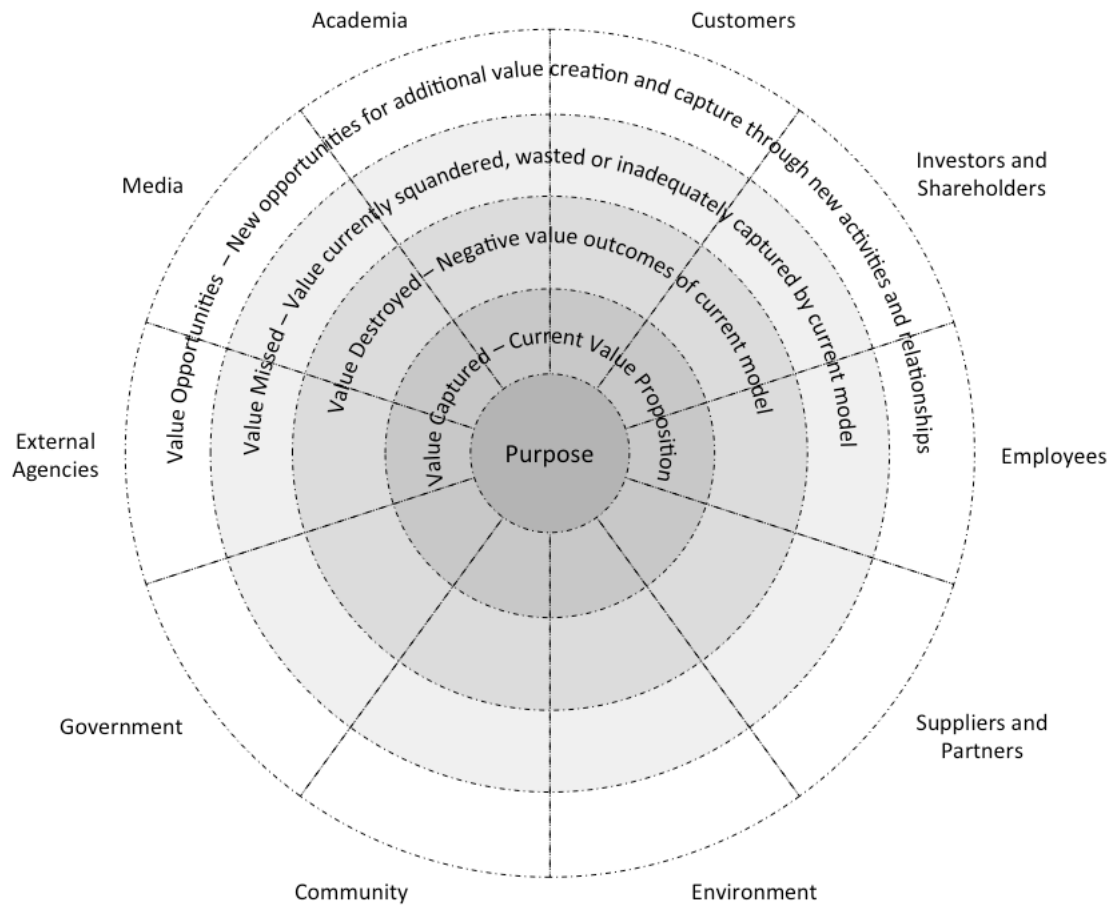 Academia
Customers
Media
Investors and
Shareholders
Value Opportunities – New opportunities for additional value creation and capture through new activities and relationships
Value Missed – Value currently squandered, wasted or inadequately captured by current model
Value Destroyed – Negative value outcomes of current model
Value Captured – Current Value Proposition
Purpose
External
Agencies
Employees
Government
Suppliers and
Partners
Community
Environment